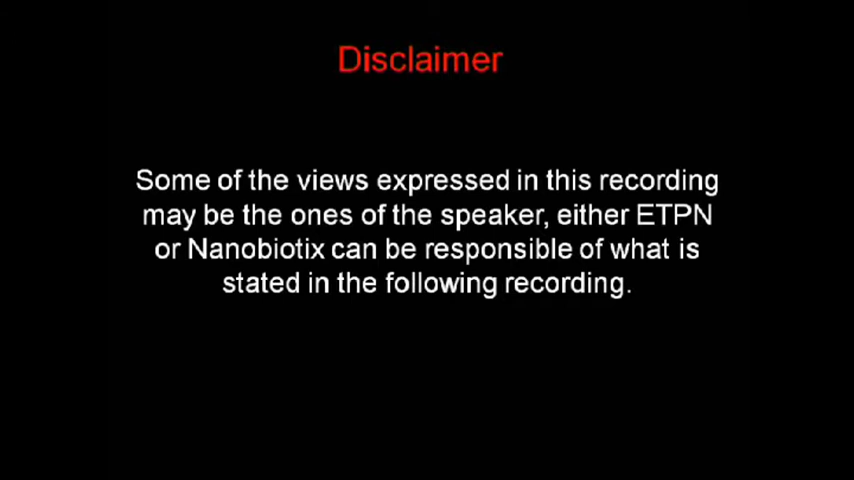 Disclaimer
Some of the views expressed in this recording
may be the ones of the speaker, either ETPN
or Nanobiotix can be responsible of what is
stated in the following recording.